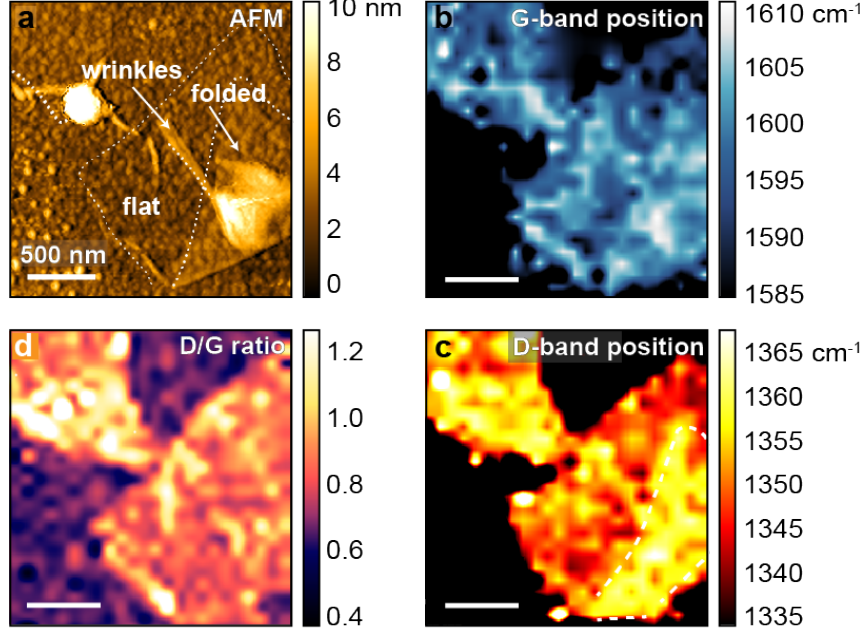 a AFM
wrinkles
folded
flat
500 nm
10 nm
8
6
4
2
0
b G-band position
1610 cm-1
1605
1600
1595
1590
1585
d D/G ratio
1.2
1.0
0.8
0.6
0.4
c D-band position
1365 cm-1
1360
1355
1350
1345
1340
1335